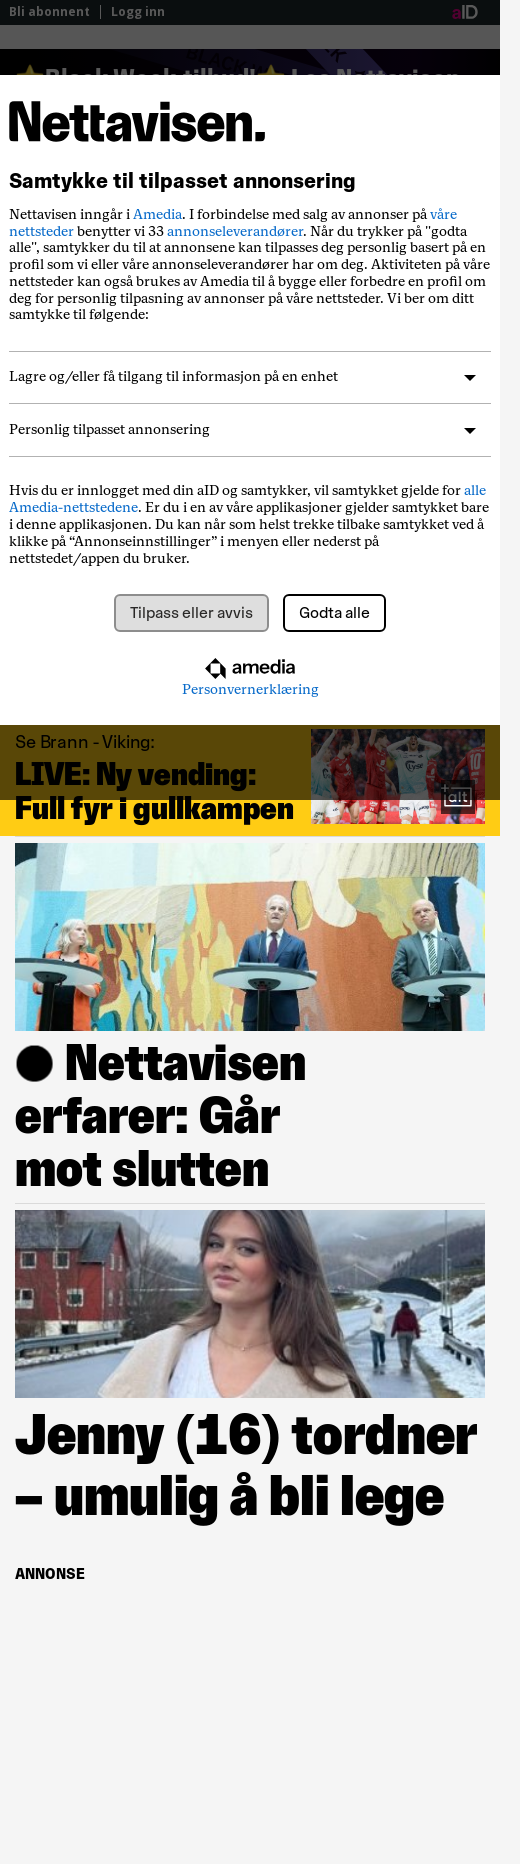 Bli abonnent | Logg inn
aID
Black Week-tilbud! Les Nettavisen
Nettavisen.
Samtykke til tilpasset annonsering
Nettavisen inngår i Amedia. I forbindelse med salg av annonser på våre
nettsteder benytter vi 33 annonseleverandører. Når du trykker på "godta
alle", samtykker du til at annonsene kan tilpasses deg personlig basert på en
profil som vi eller våre annonseleverandører har om deg. Aktiviteten på våre
nettsteder kan også brukes av Amedia til å bygge eller forbedre en profil om
deg for personlig tilpasning av annonser på våre nettsteder. Vi ber om ditt
samtykke til følgende:
Lagre og/eller få tilgang til informasjon på en enhet
Personlig tilpasset annonsering
Hvis du er innlogget med din aID og samtykker, vil samtykket gjelde for alle
Amedia-nettstedene. Er du i en av våre applikasjoner gjelder samtykket bare
i denne applikasjonen. Du kan når som helst trekke tilbake samtykket ved å
klikke på “Annonseinnstillinger” i menyen eller nederst på
nettstedet/appen du bruker.
Tilpass eller avvis
Godta alle
amedia
Personvernerklæring
Se Brann - Viking:
LIVE: Ny vending:
Full fyr i gullkampen
+alt
Nettavisen
erfarer: Går
mot slutten
Jenny (16) tordner
– umulig å bli lege
ANNONSE